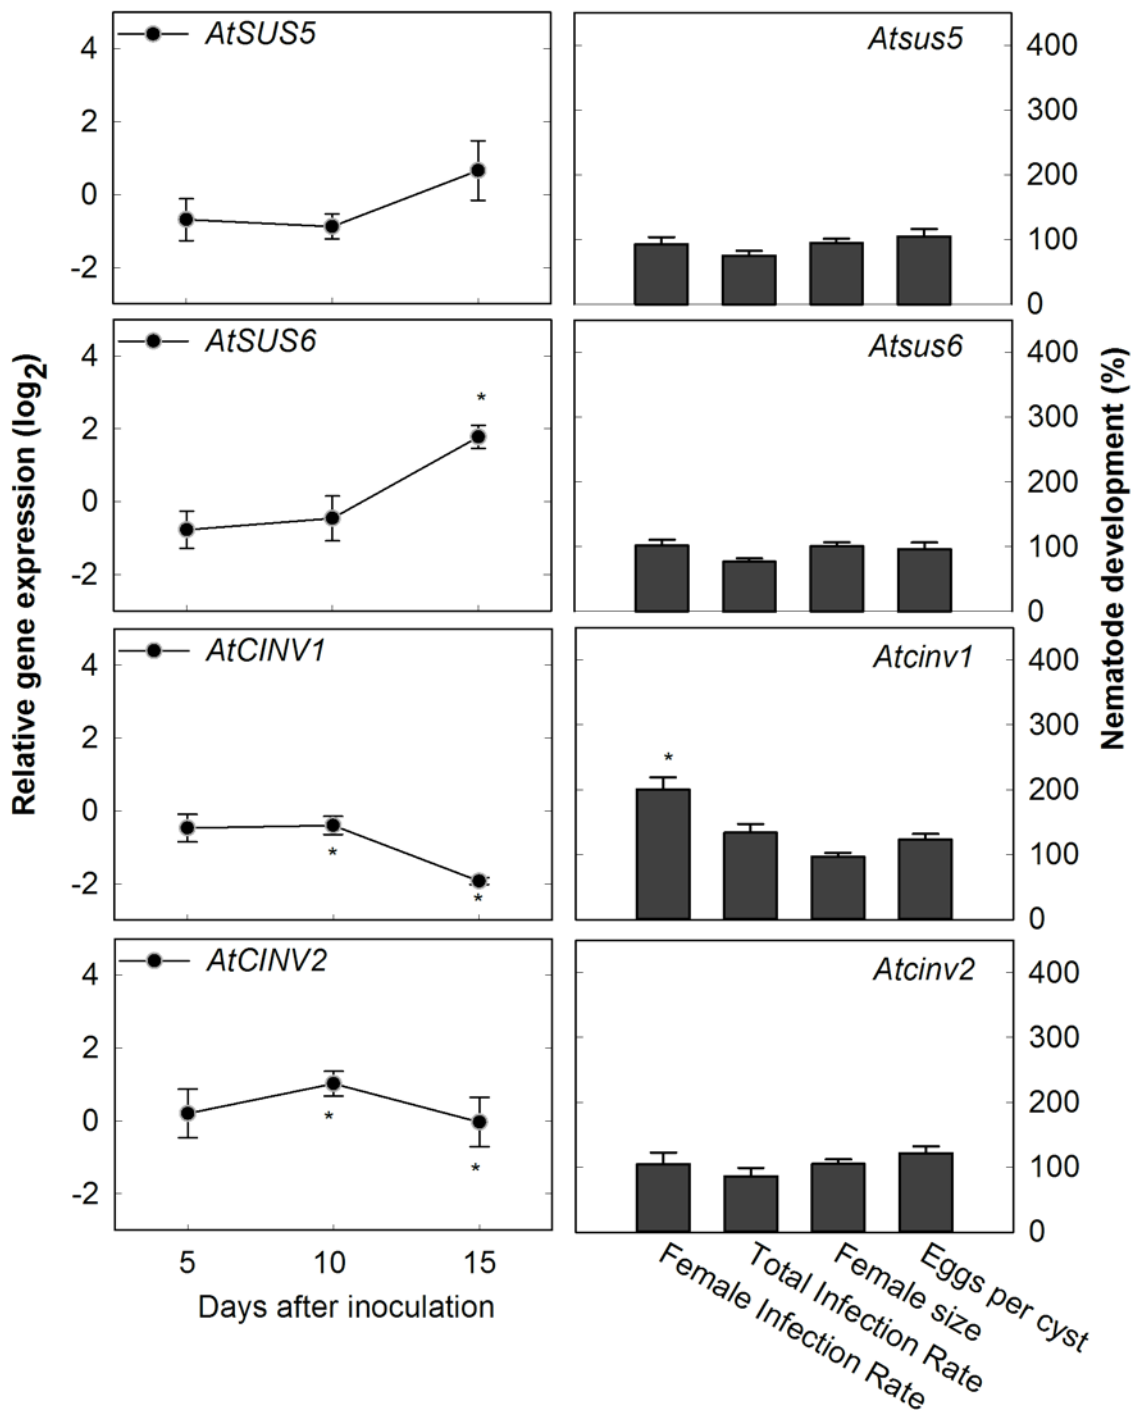 AtSUS5
4
2
0
-2
Atsus5
400
300
200
100
0
AtSUS6
*
4
2
0
-2
Atsus6
400
300
200
100
0
AtCINV1
4
2
0
-2
*
*
Atcinv1
*
400
300
200
100
0
AtCINV2
4
2
0
-2
*
*
Atcinv2
400
300
200
100
0
Relative gene expression (log2)
Nematode development (%)
5 10 15
Days after inoculation
Female Infection Rate
Total Infection Rate
Female size
Eggs per cyst